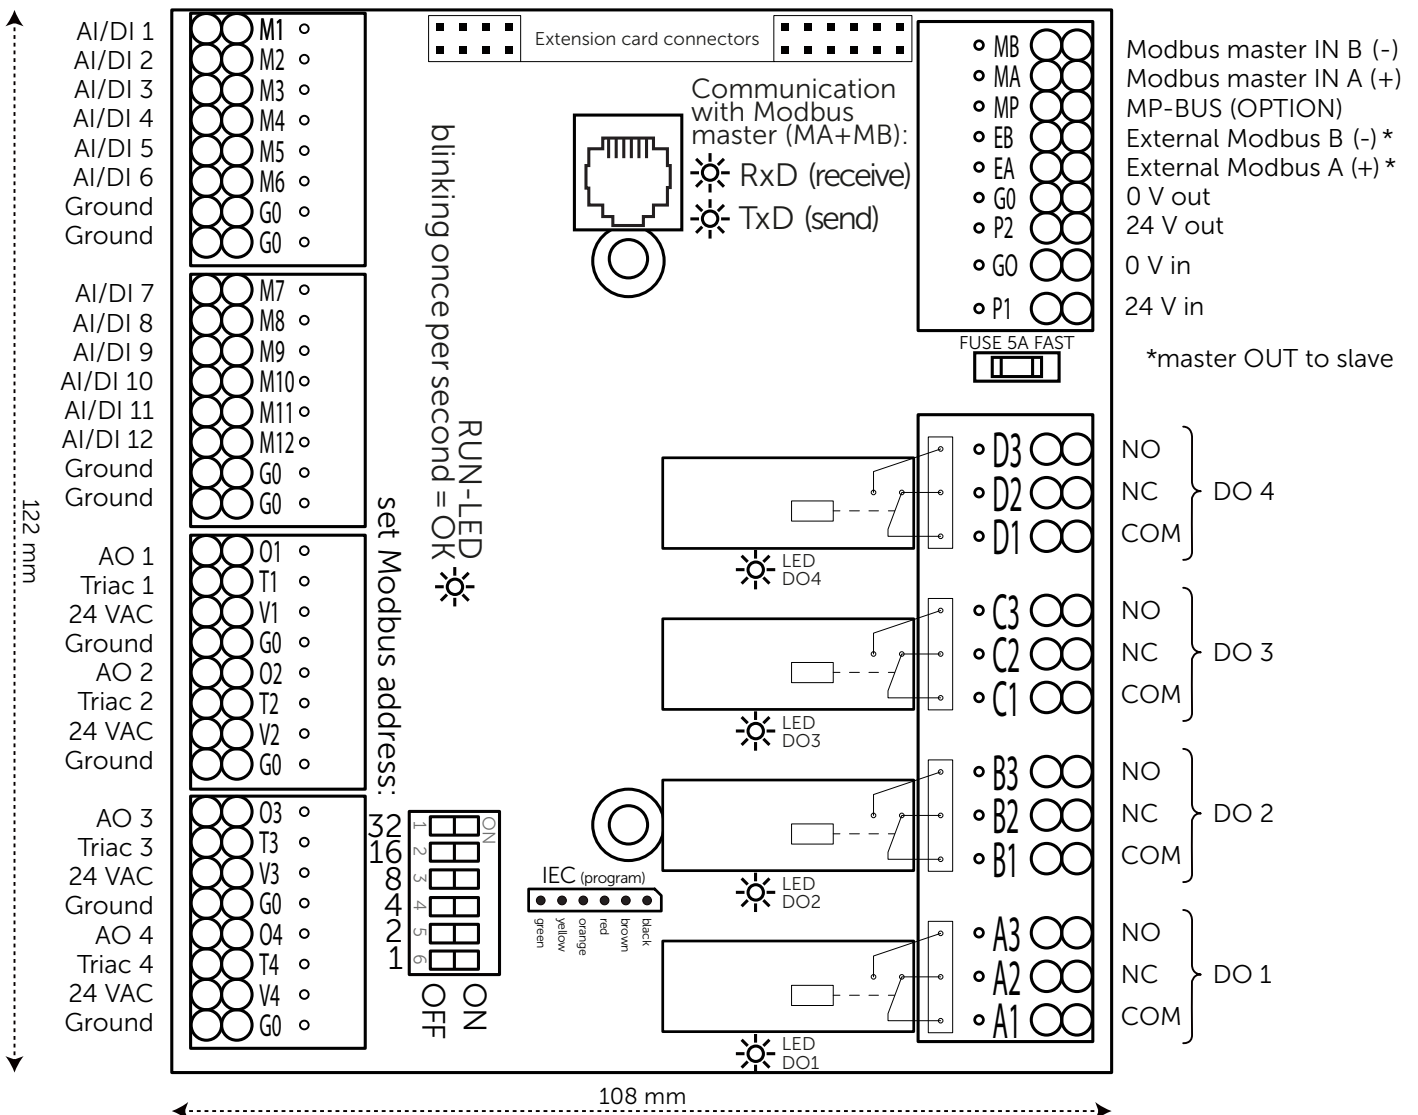 AI/DI 1 M1
AI/DI 2 M2
AI/DI 3 M3
AI/DI 4 M4
AI/DI 5 M5
AI/DI 6 M6
Ground G0
Ground G0
AI/DI 7 M7
AI/DI 8 M8
AI/DI 9 M9
AI/DI 10 M10
AI/DI 11 M11
AI/DI 12 M12
Ground G0
Ground G0
AO 1 O1
Triac 1 T1
24 VAC V1
Ground G0
AO 2 O2
Triac 2 T2
24 VAC V2
Ground G0
AO 3 O3
Triac 3 T3
24 VAC V3
Ground G0
AO 4 O4
Triac 4 T4
24 VAC V4
Ground G0
122 mm
Extension card connectors
Communication
with Modbus
master (MA+MB):
RxD (receive)
TxD (send)
RUN-LED
blinking once per second = OK
set Modbus address:
32 1 ON
16 2
8 3
4 4
2 5
1 6
OFF
ON
IEC (program)
green
yellow
orange
red
brown
black
MB Modbus master IN B (-)
MA Modbus master IN A (+)
MP MP-BUS (OPTION)
EB External Modbus B (-) *
EA External Modbus A (+) *
G0 0 V out
P2 24 V out
G0 0 V in
P1 24 V in
FUSE 5A FAST
*master OUT to slave
D3 NO
D2 NC DO 4
D1 COM
LED
DO4
C3 NO
C2 NC DO 3
C1 COM
LED
DO3
B3 NO
B2 NC DO 2
B1 COM
LED
DO2
A3 NO
A2 NC DO 1
A1 COM
LED
DO1
108 mm